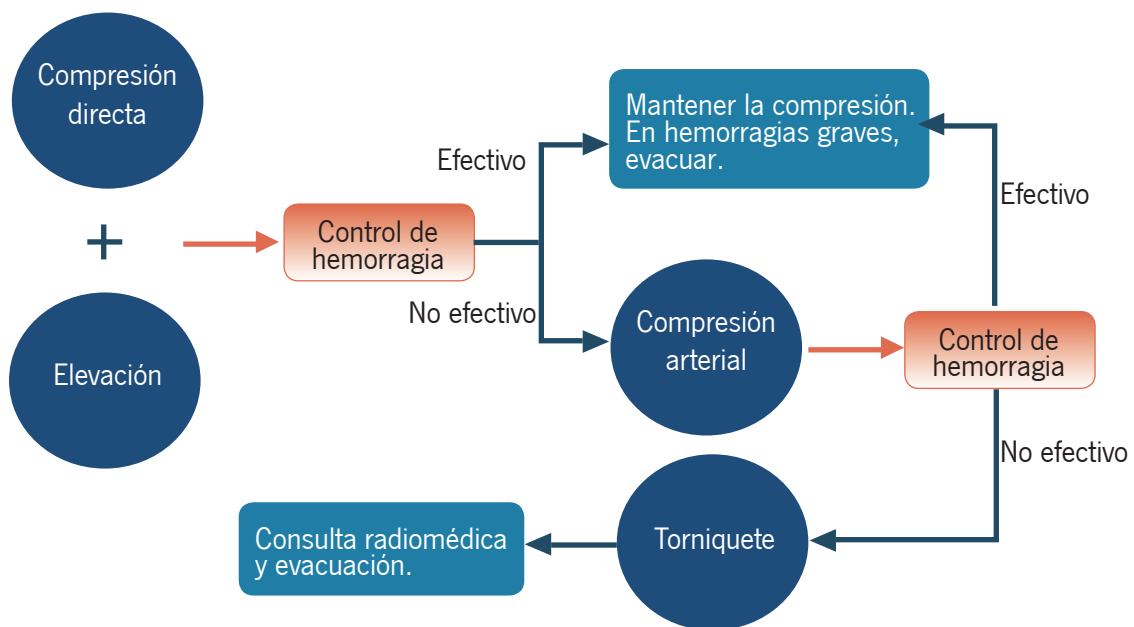 Compresión
directa
+
Elevación
Control de
hemorragia
Efectivo
No efectivo
Mantener la compresión.
En hemorragias graves,
evacuar.
Compresión
arterial
Control de
hemorragia
Efectivo
No efectivo
Torniquete
Consulta radiomédica
y evacuación.